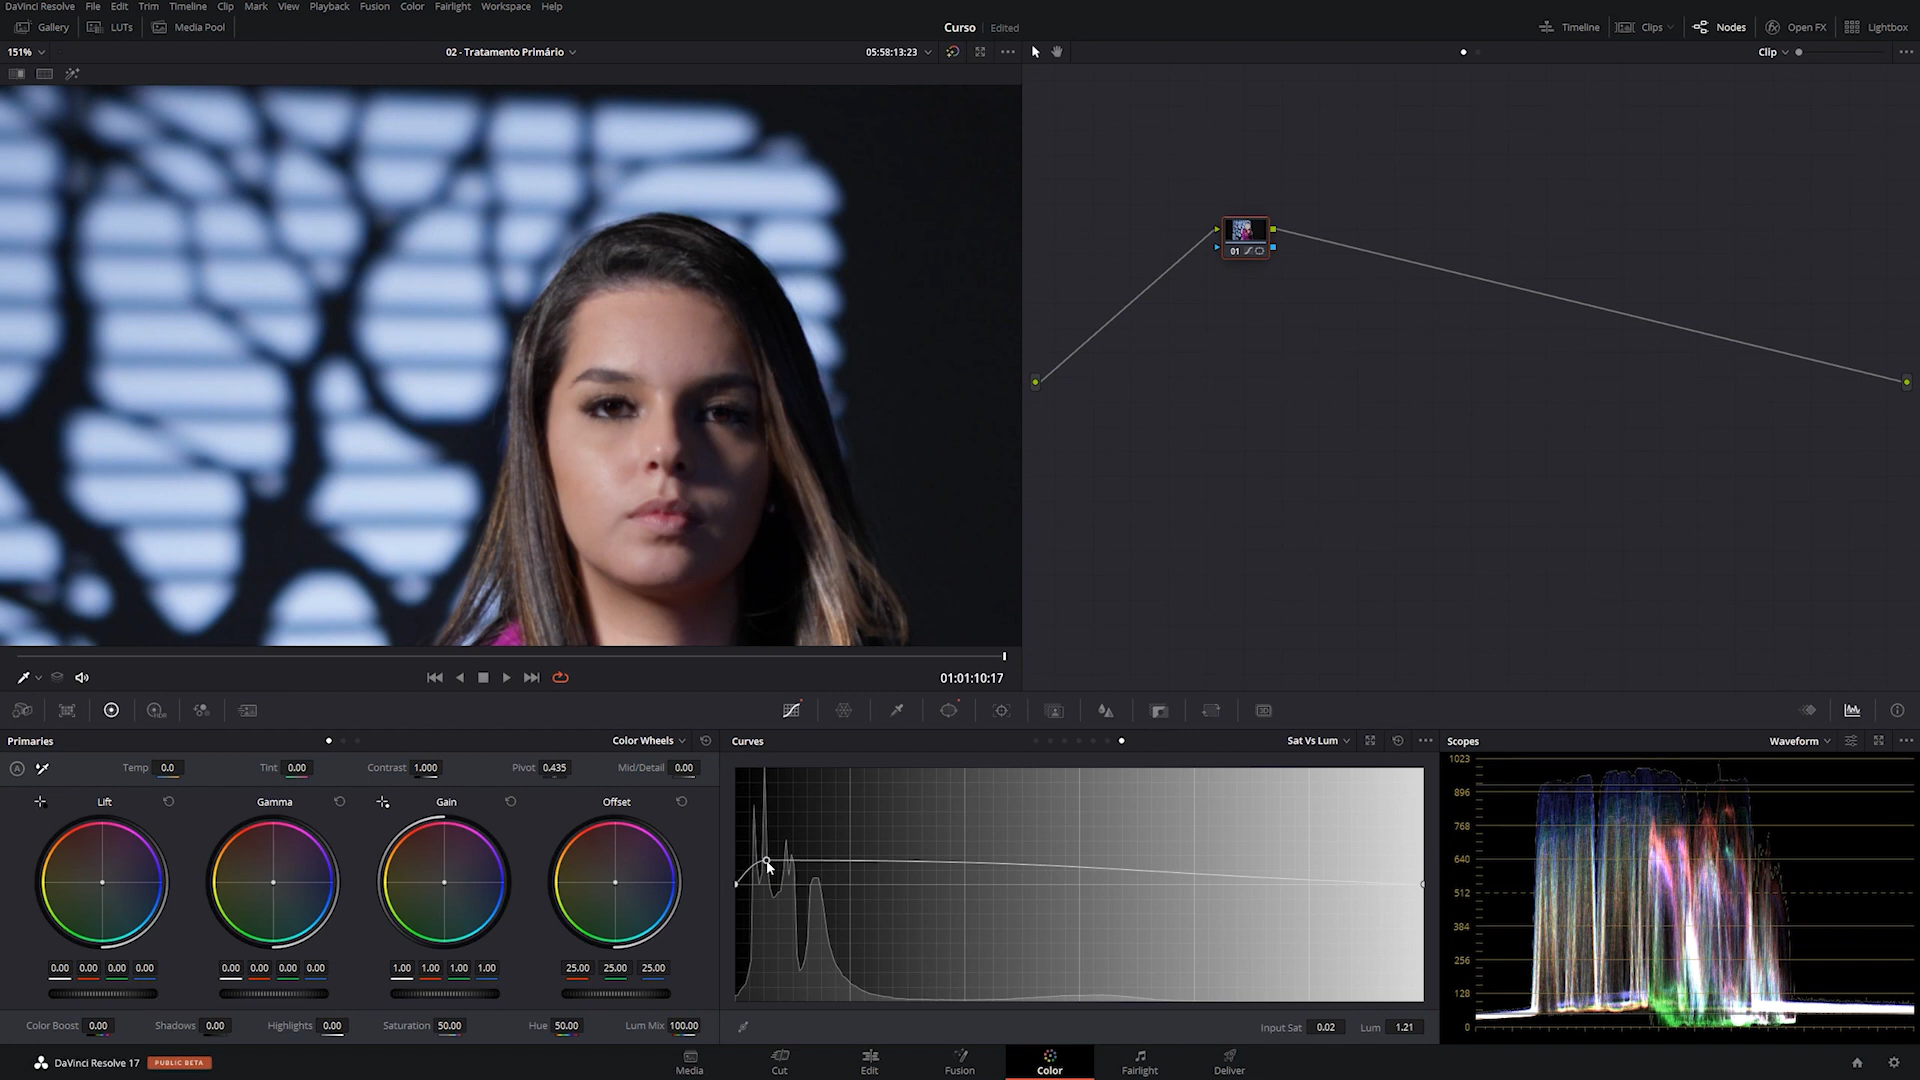 DaVinci Resolve File Edit Trim Timeline Clip Mark View Playback Fusion Color Fairlight Workspace Help
Gallery LUTs Media Pool Curso Edited Timeline Clips Nodes Open FX Lightbox
151% 02 - Tratamento Primário 05:58:13:23 Clip
01
01:01:10:17
Primaries Color Wheels Curves Sat Vs Lum Scopes Waveform
Temp 0.0 Tint 0.00 Contrast 1.000 Pivot 0.435 Mid/Detail 0.00
Lift Gamma Gain Offset
0.00 0.00 0.00 0.00 0.00 0.00 0.00 0.00 1.00 1.00 1.00 1.00 25.00 25.00 25.00
Color Boost 0.00 Shadows 0.00 Highlights 0.00 Saturation 50.00 Hue 50.00 Lum Mix 100.00
Input Sat 0.02 Lum 1.21
1023
896
768
640
512
384
256
128
0
DaVinci Resolve 17 PUBLIC BETA
Media Cut Edit Fusion Color Fairlight Deliver